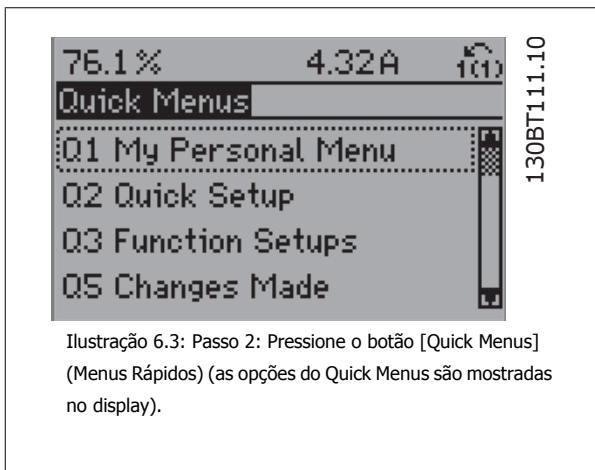 76.1% 4.32A 1(1)
Quick Menus
Q1 My Personal Menu
Q2 Quick Setup
Q3 Function Setups
Q5 Changes Made
130BT111.10
Ilustração 6.3: Passo 2: Pressione o botão [Quick Menus]
(Menus Rápidos) (as opções do Quick Menus são mostradas
no display).